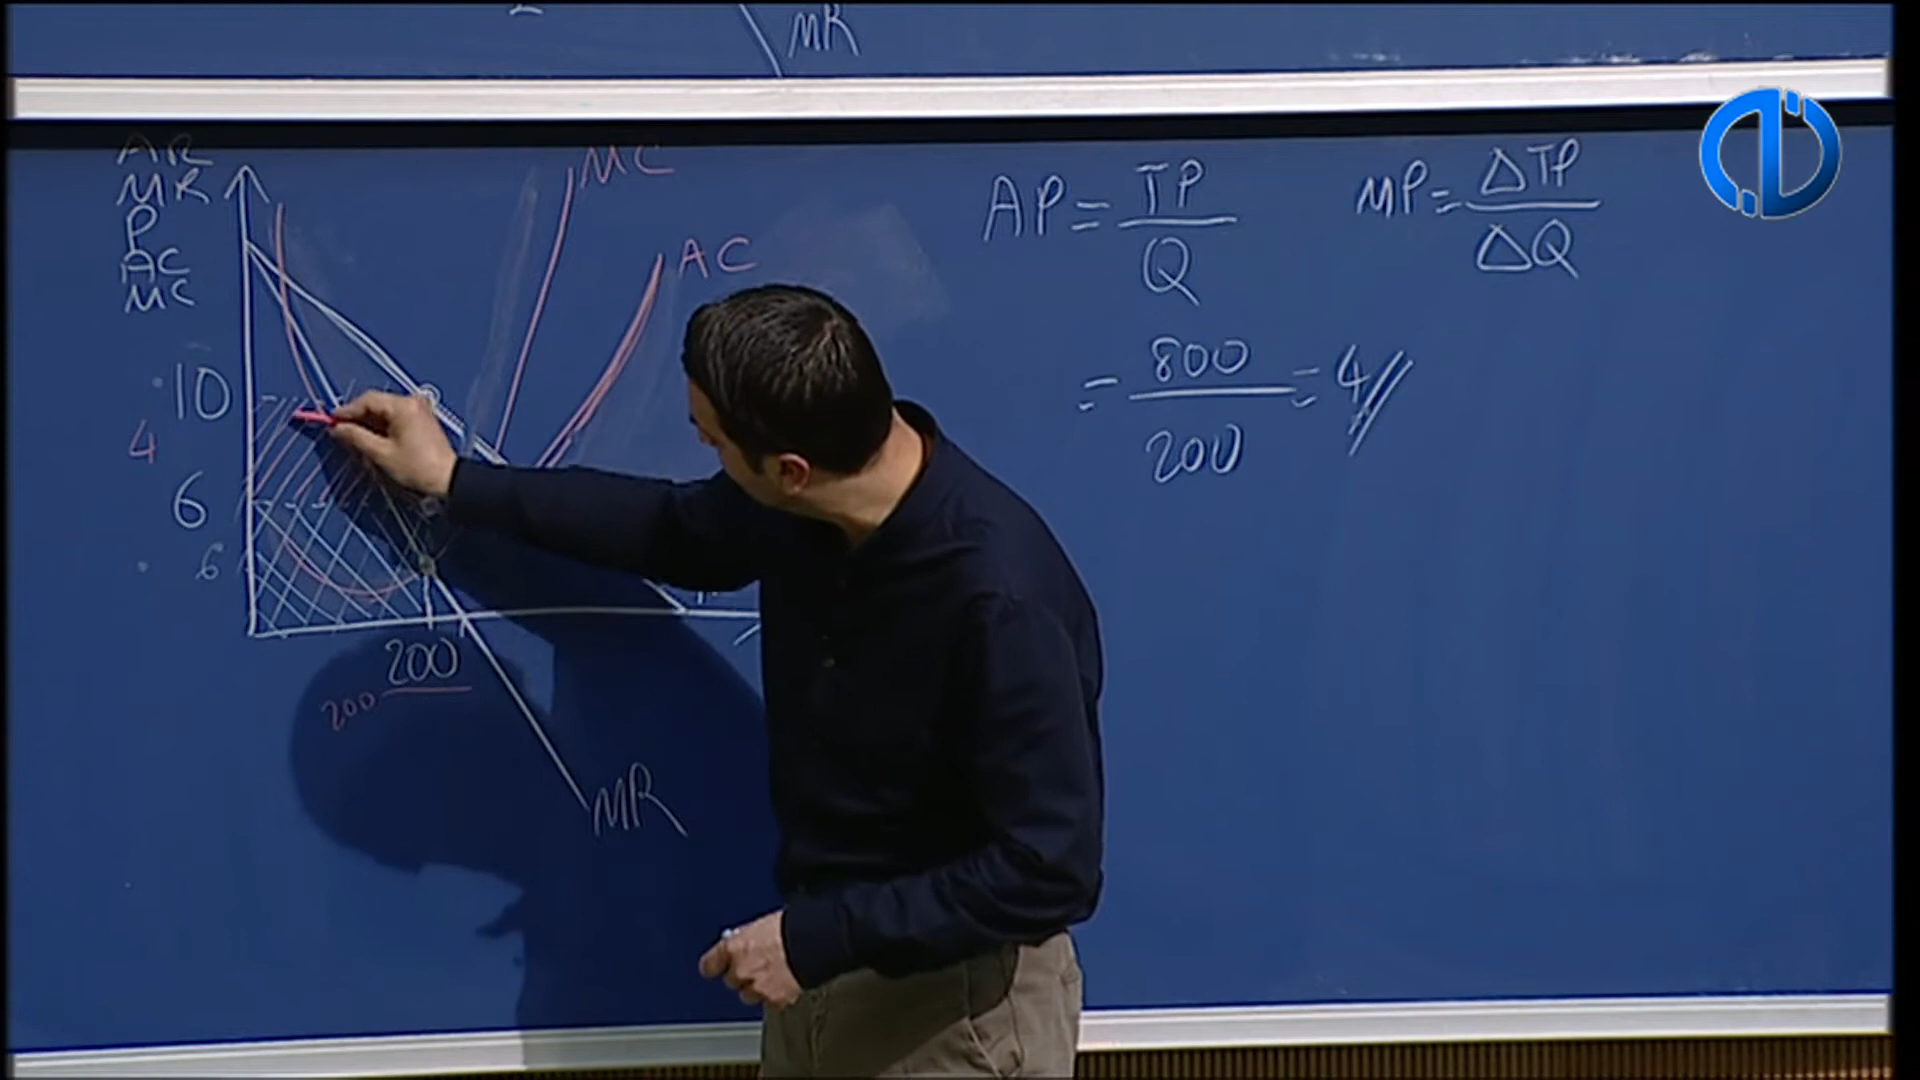 MR
AR
MR
P
AC
MC
MC
AC
10
4
6
6
200
200
MR
AP = TP / Q
= 800 / 200 = 4 //
MP = ΔTP / ΔQ